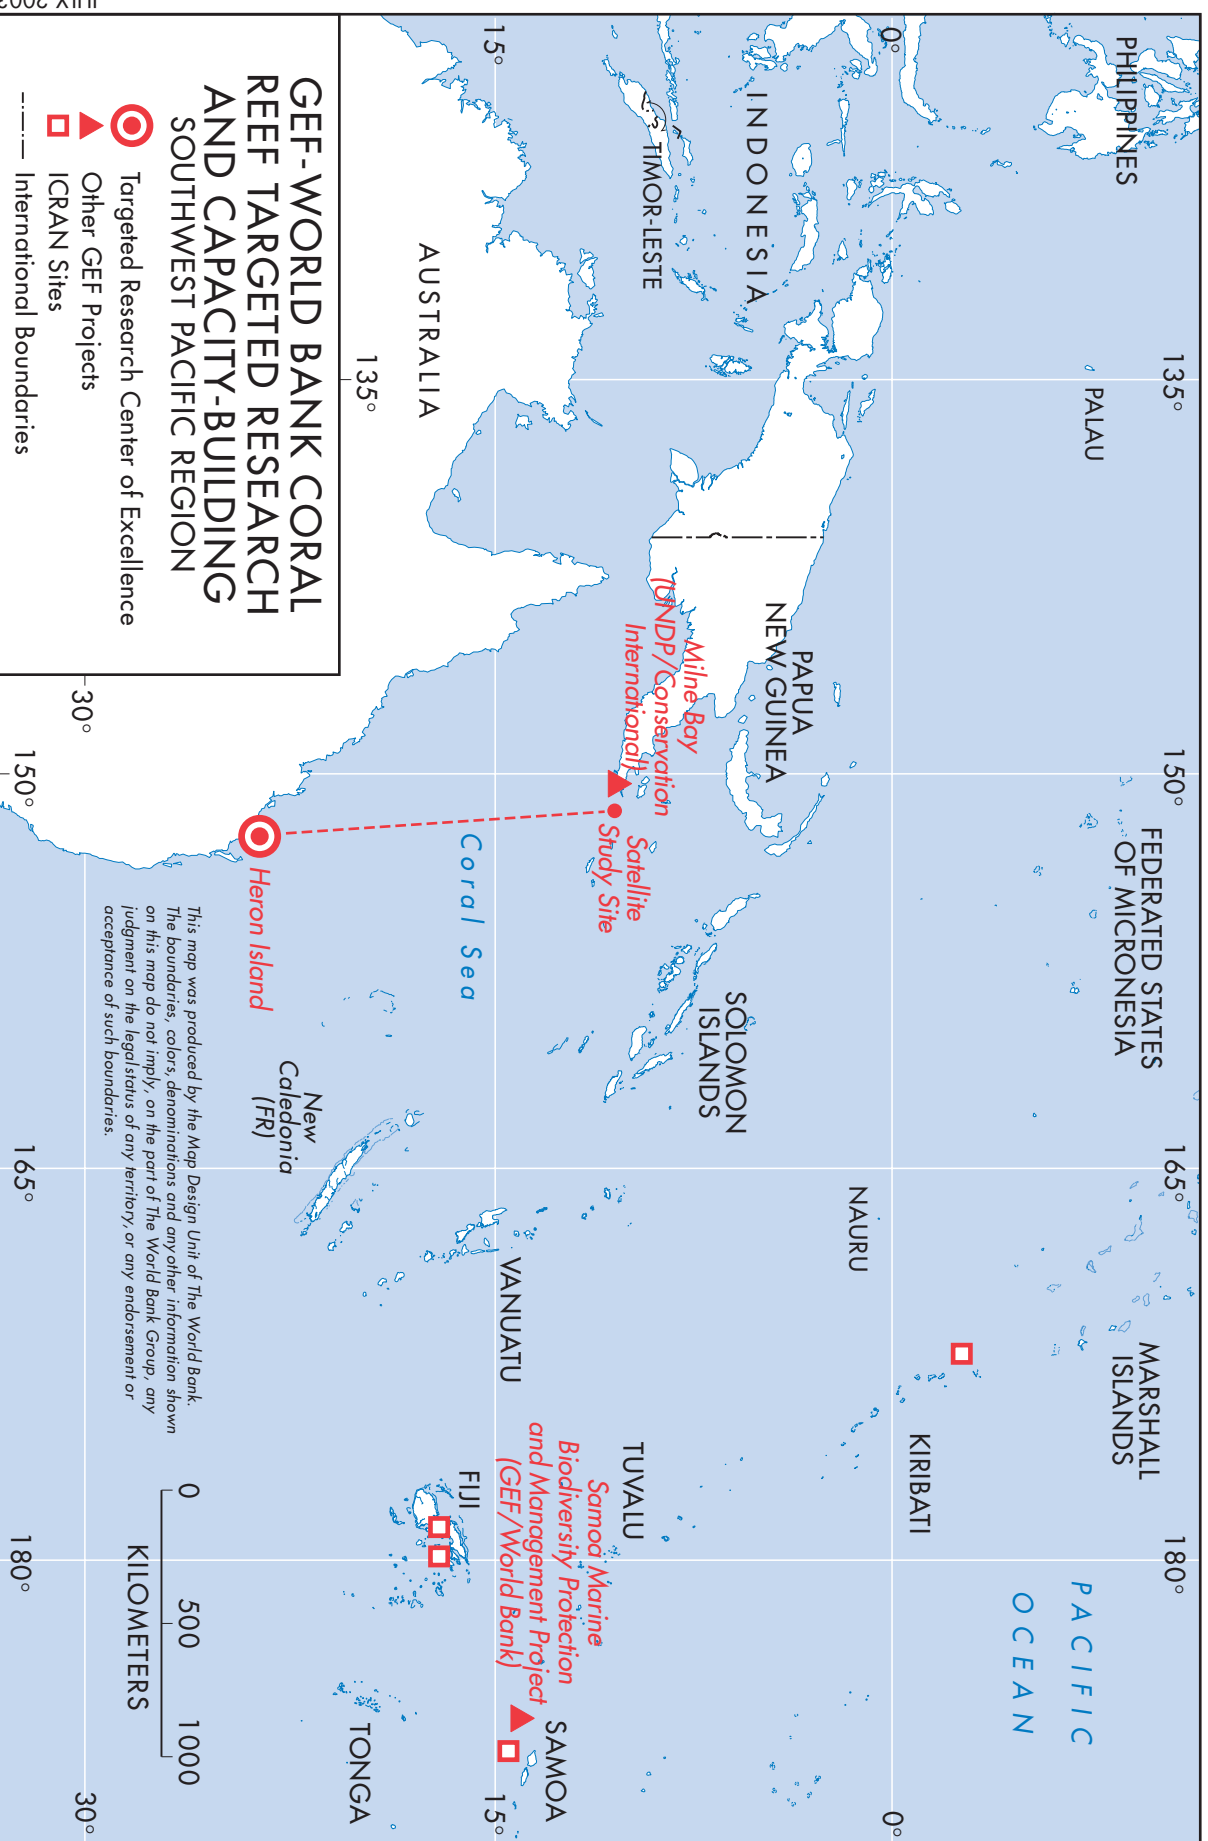 GEF-WORLD BANK CORAL
REEF TARGETED RESEARCH
AND CAPACITY-BUILDING
SOUTHWEST PACIFIC REGION
Targeted Research Center of Excellence
Other GEF Projects
ICRAN Sites
International Boundaries
PHILIPPINES
PALAU
FEDERATED STATES
OF MICRONESIA
MARSHALL
ISLANDS
PACIFIC
OCEAN
INDONESIA
TIMOR-LESTE
AUSTRALIA
PAPUA
NEW GUINEA
Milne Bay
(UNDP/Conservation
International)
Satellite
Study Site
Heron Island
Coral Sea
SOLOMON
ISLANDS
NAURU
KIRIBATI
TUVALU
VANUATU
New
Caledonia
(FR)
FIJI
Samoa Marine
Biodiversity Protection
and Management Project
(GEF/World Bank)
SAMOA
TONGA
135°
150°
165°
180°
0°
0°
15°
15°
30°
30°
135°
150°
165°
180°
0 500 1000
KILOMETERS
This map was produced by the Map Design Unit of The World Bank.
The boundaries, colors, denominations and any other information shown
on this map do not imply, on the part of The World Bank Group, any
judgment on the legal status of any territory, or any endorsement or
acceptance of such boundaries.